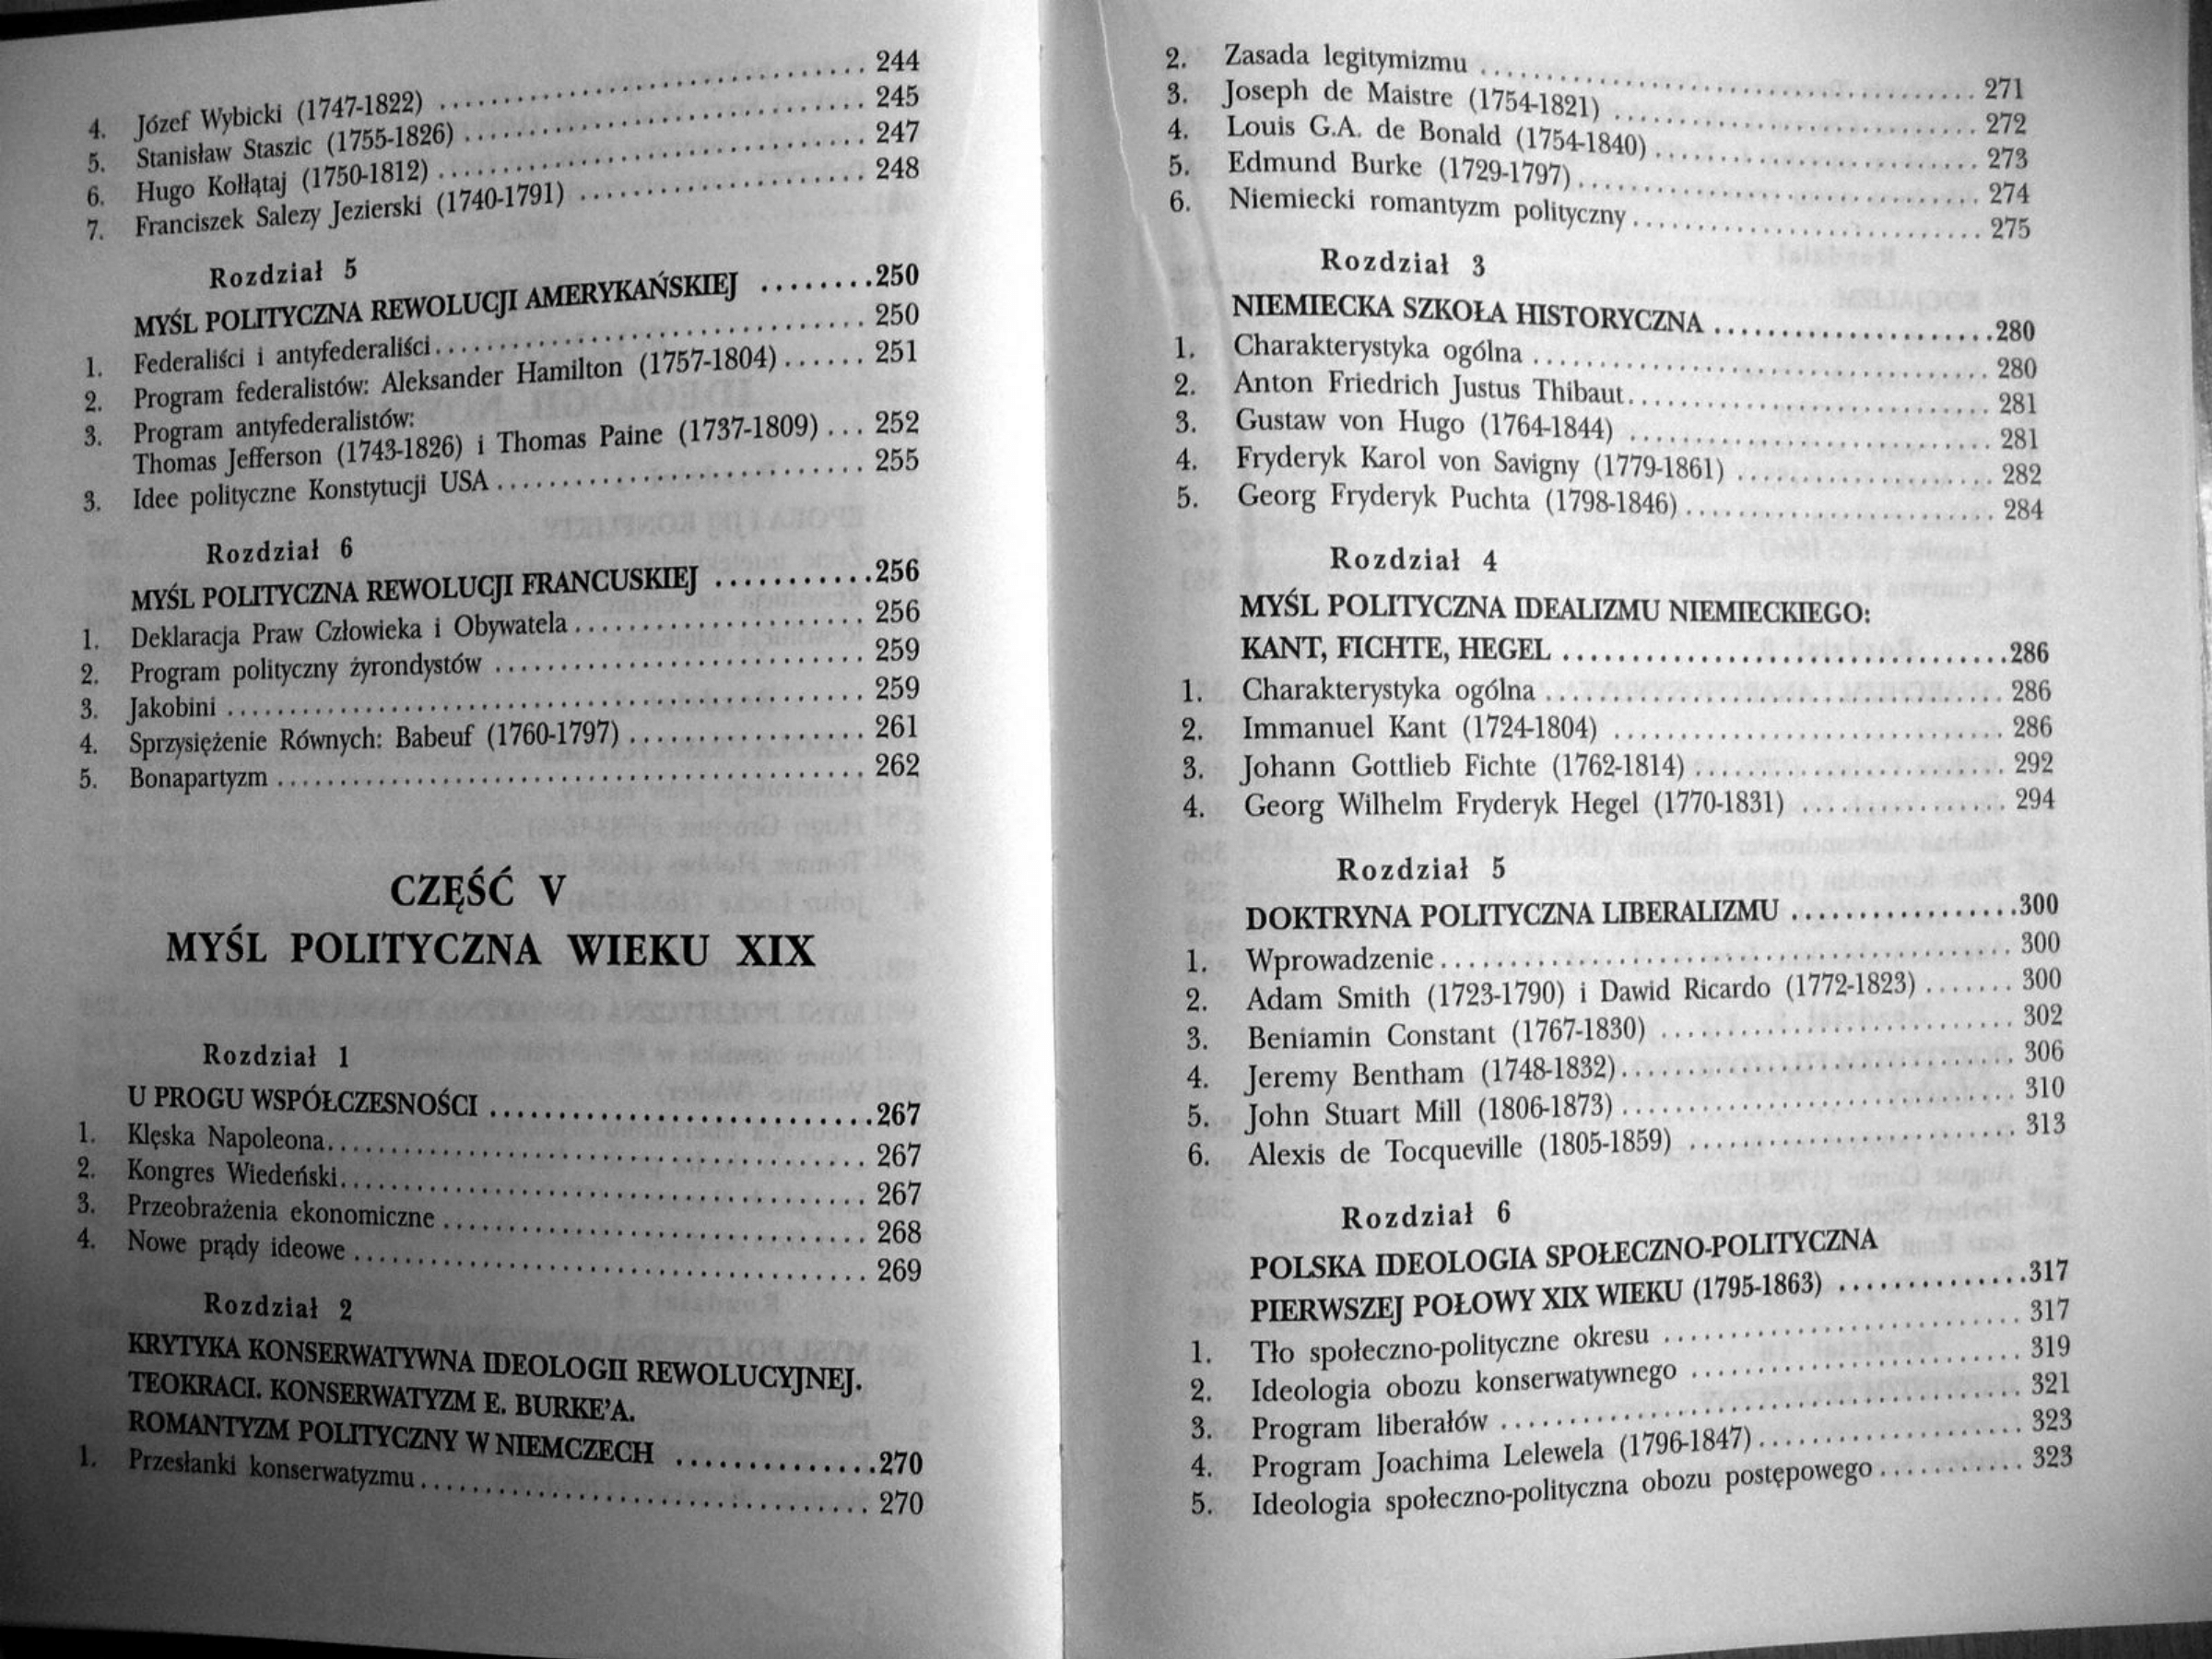 4. Józef Wybicki (1747-1822) ........ 244
5. Stanisław Staszic (1755-1826) ........ 245
6. Hugo Kołłątaj (1750-1812) ........ 247
7. Franciszek Salezy Jezierski (1740-1791) ........ 248
Rozdział 5
MYŚL POLITYCZNA REWOLUCJI AMERYKAŃSKIEJ ........ 250
1. Federaliści i antyfederaliści ........ 250
2. Program federalistów: Aleksander Hamilton (1757-1804) ...... 251
3. Program antyfederalistów:
Thomas Jefferson (1743-1826) i Thomas Paine (1737-1809) ... 252
3. Idee polityczne Konstytucji USA ........ 255
Rozdział 6
MYŚL POLITYCZNA REWOLUCJI FRANCUSKIEJ ........ 256
1. Deklaracja Praw Człowieka i Obywatela ........ 256
2. Program polityczny żyrondystów ........ 259
3. Jakobini ........ 259
4. Sprzysiężenie Równych: Babeuf (1760-1797) ........ 261
5. Bonapartyzm ........ 262
CZĘŚĆ V
MYŚL POLITYCZNA WIEKU XIX
Rozdział 1
U PROGU WSPÓŁCZESNOŚCI ........ 267
1. Klęska Napoleona ........ 267
2. Kongres Wiedeński ........ 267
3. Przeobrażenia ekonomiczne ........ 268
4. Nowe prądy ideowe ........ 269
Rozdział 2
KRYTYKA KONSERWATYWNA IDEOLOGII REWOLUCYJNEJ.
TEOKRACI. KONSERWATYZM E. BURKE'A.
ROMANTYZM POLITYCZNY W NIEMCZECH ........ 270
1. Przesłanki konserwatyzmu ........ 270
2. Zasada legitymizmu ........ 271
3. Joseph de Maistre (1754-1821) ........ 272
4. Louis G.A. de Bonald (1754-1840) ........ 273
5. Edmund Burke (1729-1797) ........ 274
6. Niemiecki romantyzm polityczny ........ 275
Rozdział 3
NIEMIECKA SZKOŁA HISTORYCZNA ........ 280
1. Charakterystyka ogólna ........ 280
2. Anton Friedrich Justus Thibaut ........ 281
3. Gustaw von Hugo (1764-1844) ........ 281
4. Fryderyk Karol von Savigny (1779-1861) ........ 282
5. Georg Fryderyk Puchta (1798-1846) ........ 284
Rozdział 4
MYŚL POLITYCZNA IDEALIZMU NIEMIECKIEGO:
KANT, FICHTE, HEGEL ........ 286
1. Charakterystyka ogólna ........ 286
2. Immanuel Kant (1724-1804) ........ 286
3. Johann Gottlieb Fichte (1762-1814) ........ 292
4. Georg Wilhelm Fryderyk Hegel (1770-1831) ........ 294
Rozdział 5
DOKTRYNA POLITYCZNA LIBERALIZMU ........ 300
1. Wprowadzenie ........ 300
2. Adam Smith (1723-1790) i Dawid Ricardo (1772-1823) ....... 300
3. Beniamin Constant (1767-1830) ........ 302
4. Jeremy Bentham (1748-1832) ........ 306
5. John Stuart Mill (1806-1873) ........ 310
6. Alexis de Tocqueville (1805-1859) ........ 313
Rozdział 6
POLSKA IDEOLOGIA SPOŁECZNO-POLITYCZNA
PIERWSZEJ POŁOWY XIX WIEKU (1795-1863) ........ 317
1. Tło społeczno-polityczne okresu ........ 317
2. Ideologia obozu konserwatywnego ........ 319
3. Program liberałów ........ 321
4. Program Joachima Lelewela (1796-1847) ........ 323
5. Ideologia społeczno-polityczna obozu postępowego ........ 323